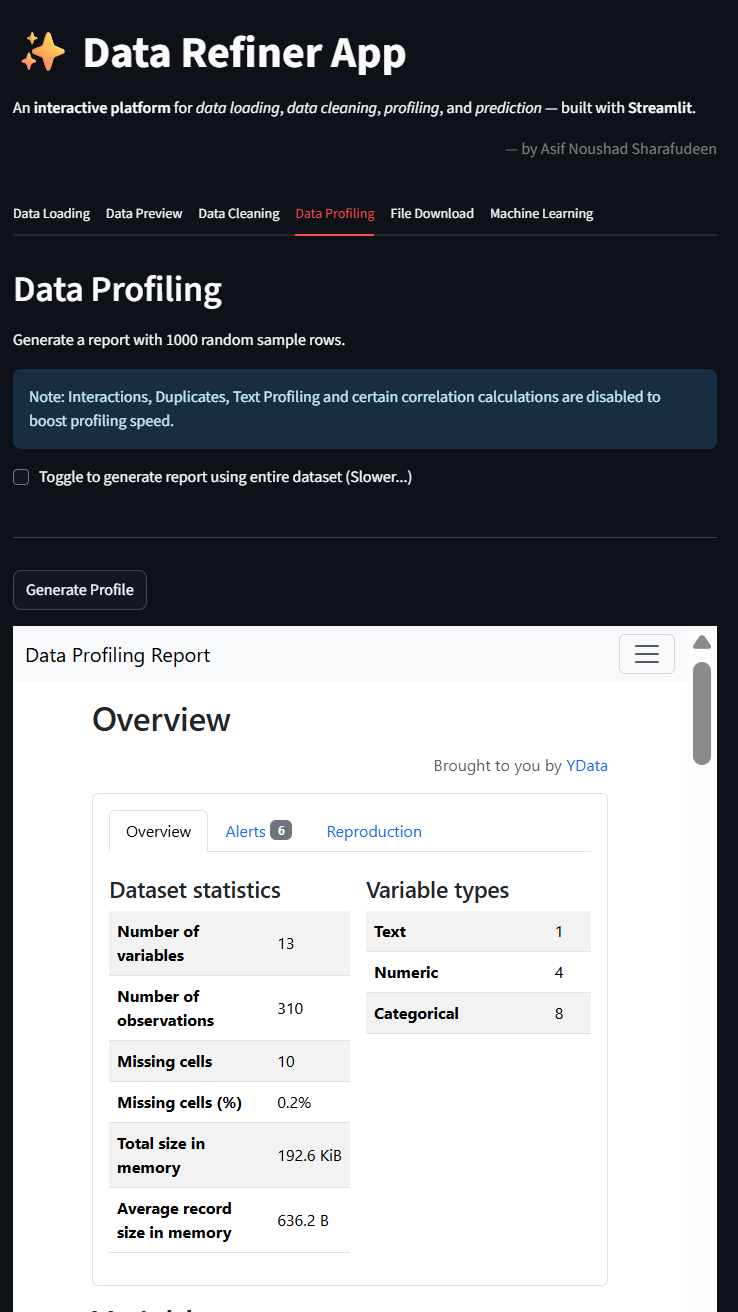 ✨ Data Refiner App
An interactive platform for data loading, data cleaning, profiling, and prediction — built with Streamlit.
— by Asif Noushad Sharafudeen
Data Loading Data Preview Data Cleaning Data Profiling File Download Machine Learning
Data Profiling
Generate a report with 1000 random sample rows.
Note: Interactions, Duplicates, Text Profiling and certain correlation calculations are disabled to
boost profiling speed.
Toggle to generate report using entire dataset (Slower...)
Generate Profile
Data Profiling Report
Overview
Brought to you by YData
Overview Alerts 6 Reproduction
Dataset statistics
Number of
variables 13
Number of
observations 310
Missing cells 10
Missing cells (%) 0.2%
Total size in
memory 192.6 KiB
Average record
size in memory 636.2 B
Variable types
Text 1
Numeric 4
Categorical 8